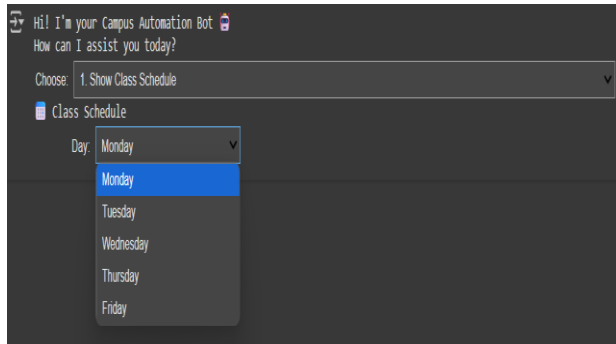 Hi! I'm your Campus Automation Bot 🤖
How can I assist you today?
Choose: 1. Show Class Schedule
📅 Class Schedule
Day: Monday
Monday
Tuesday
Wednesday
Thursday
Friday